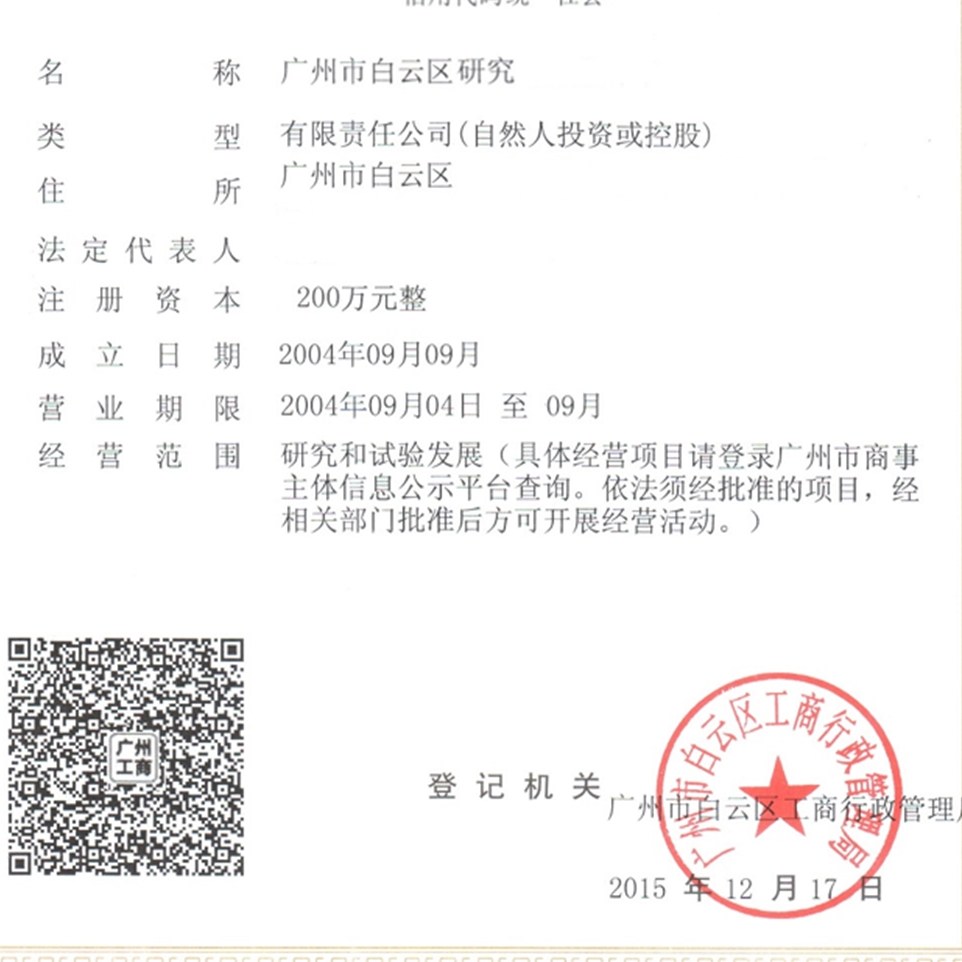 名称 广州市白云区研究
类型 有限责任公司(自然人投资或控股)
住所 广州市白云区
法定代表人
注册资本 200万元整
成立日期 2004年09月09月
营业期限 2004年09月04日 至 09月
经营范围 研究和试验发展（具体经营项目请登录广州市商事
主体信息公示平台查询。依法须经批准的项目，经
相关部门批准后方可开展经营活动。）
广州
工商
广州市白云区工商行政管理局
登记机关
广州市白云区工商行政管理
2015 年 12 月 17 日